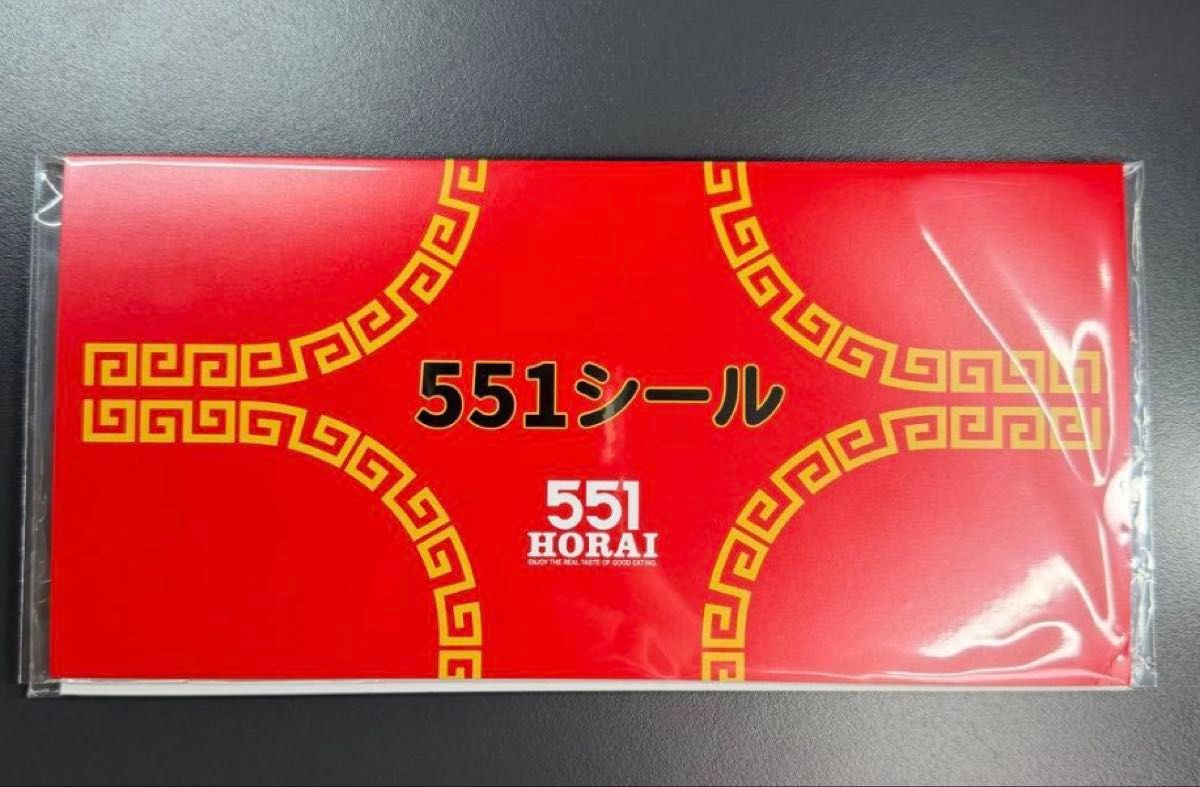 551シール
551
HORAI
ENJOY THE REAL TASTE OF GOOD EATING.